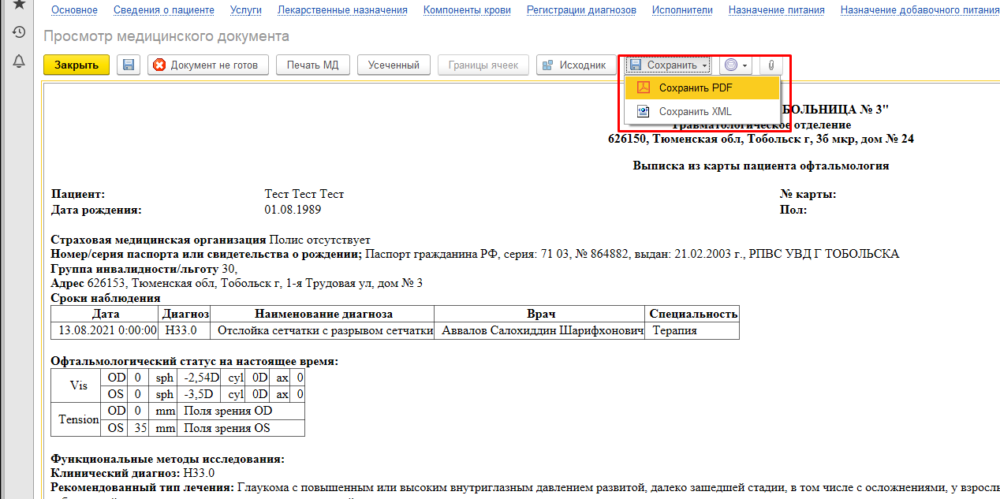 Основное Сведения о пациенте Услуги Лекарственные назначения Компоненты крови Регистрации диагнозов Исполнители Назначение питания Назначение добавочного питания
Просмотр медицинского документа
Закрыть Документ не готов Печать МД Усеченный Границы ячеек Исходник Сохранить
Сохранить PDF
Сохранить XML
БОЛЬНИЦА № 3"
Травматологическое отделение
626150, Тюменская обл, Тобольск г, 3б мкр, дом № 24
Выписка из карты пациента офтальмология
Пациент: Тест Тест Тест № карты:
Дата рождения: 01.08.1989 Пол:
Страховая медицинская организация Полис отсутствует
Номер/серия паспорта или свидетельства о рождении; Паспорт гражданина РФ, серия: 71 03, № 864882, выдан: 21.02.2003 г., РПВС УВД Г ТОБОЛЬСКА
Группа инвалидности/льготу 30,
Адрес 626153, Тюменская обл, Тобольск г, 1-я Трудовая ул, дом № 3
Сроки наблюдения
Дата Диагноз Наименование диагноза Врач Специальность
13.08.2021 0:00:00 H33.0 Отслойка сетчатки с разрывом сетчатки Аввалов Салохиддин Шарифхонович Терапия
Офтальмологический статус на настоящее время:
Vis OD 0 sph -2,54D cyl 0D ax 0
OS 0 sph -3,5D cyl 0D ax 0
Tension OD 0 mm Поля зрения OD
OS 35 mm Поля зрения OS
Функциональные методы исследования:
Клинический диагноз: H33.0
Рекомендованный тип лечения: Глаукома с повышенным или высоким внутриглазным давлением развитой, далеко зашедшей стадии, в том числе с осложнениями, у взросль